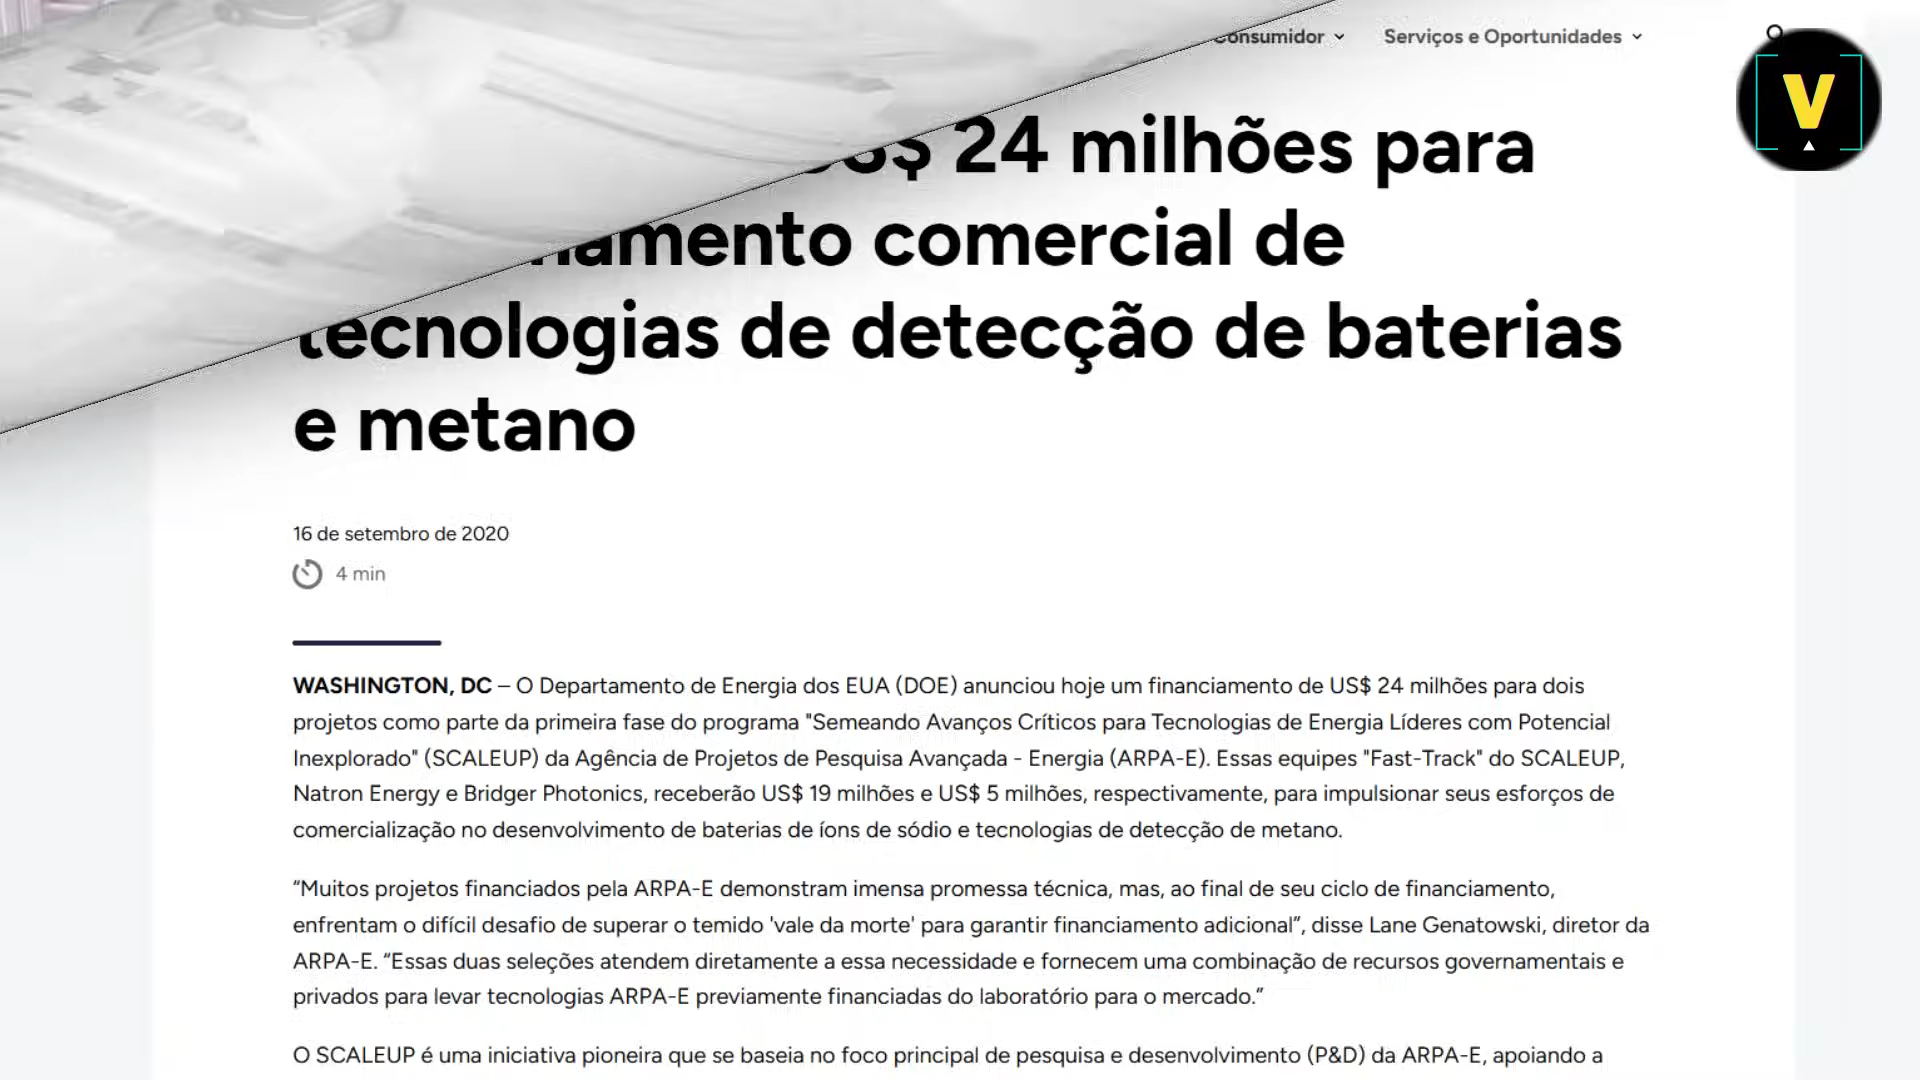 Consumidor
Serviços e Oportunidades
V
US$ 24 milhões para
comercial de
tecnologias de detecção de baterias
e metano
16 de setembro de 2020
4 min
WASHINGTON, DC – O Departamento de Energia dos EUA (DOE) anunciou hoje um financiamento de US$ 24 milhões para dois
projetos como parte da primeira fase do programa "Semeando Avanços Críticos para Tecnologias de Energia Líderes com Potencial
Inexplorado" (SCALEUP) da Agência de Projetos de Pesquisa Avançada - Energia (ARPA-E). Essas equipes "Fast-Track" do SCALEUP,
Natron Energy e Bridger Photonics, receberão US$ 19 milhões e US$ 5 milhões, respectivamente, para impulsionar seus esforços de
comercialização no desenvolvimento de baterias de íons de sódio e tecnologias de detecção de metano.
“Muitos projetos financiados pela ARPA-E demonstram imensa promessa técnica, mas, ao final de seu ciclo de financiamento,
enfrentam o difícil desafio de superar o temido 'vale da morte' para garantir financiamento adicional”, disse Lane Genatowski, diretor da
ARPA-E. “Essas duas seleções atendem diretamente a essa necessidade e fornecem uma combinação de recursos governamentais e
privados para levar tecnologias ARPA-E previamente financiadas do laboratório para o mercado.”
O SCALEUP é uma iniciativa pioneira que se baseia no foco principal de pesquisa e desenvolvimento (P&D) da ARPA-E, apoiando a